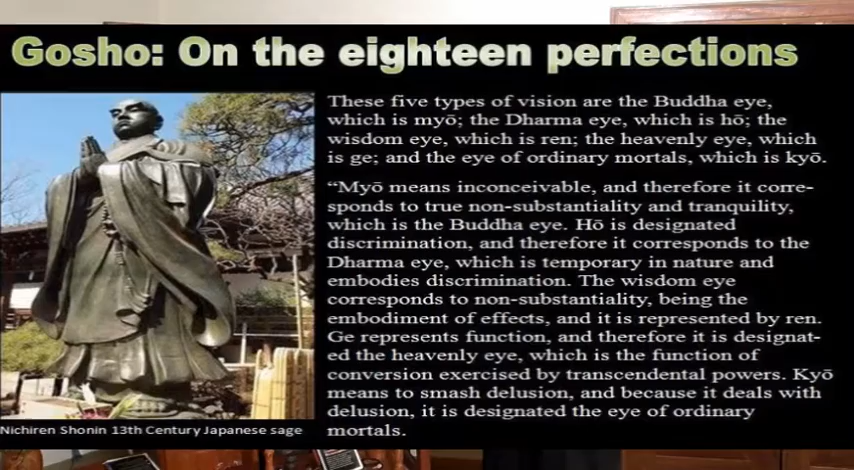 Gosho: On the eighteen perfections
These five types of vision are the Buddha eye,
which is myō; the Dharma eye, which is hō; the
wisdom eye, which is ren; the heavenly eye, which
is ge; and the eye of ordinary mortals, which is kyō.
“Myō means inconceivable, and therefore it corre-
sponds to true non-substantiality and tranquility,
which is the Buddha eye. Hō is designated
discrimination, and therefore it corresponds to the
Dharma eye, which is temporary in nature and
embodies discrimination. The wisdom eye
corresponds to non-substantiality, being the
embodiment of effects, and it is represented by ren.
Ge represents function, and therefore it is designat-
ed the heavenly eye, which is the function of
conversion exercised by transcendental powers. Kyō
means to smash delusion, and because it deals with
delusion, it is designated the eye of ordinary
mortals.
Nichiren Shonin 13th Century Japanese sage